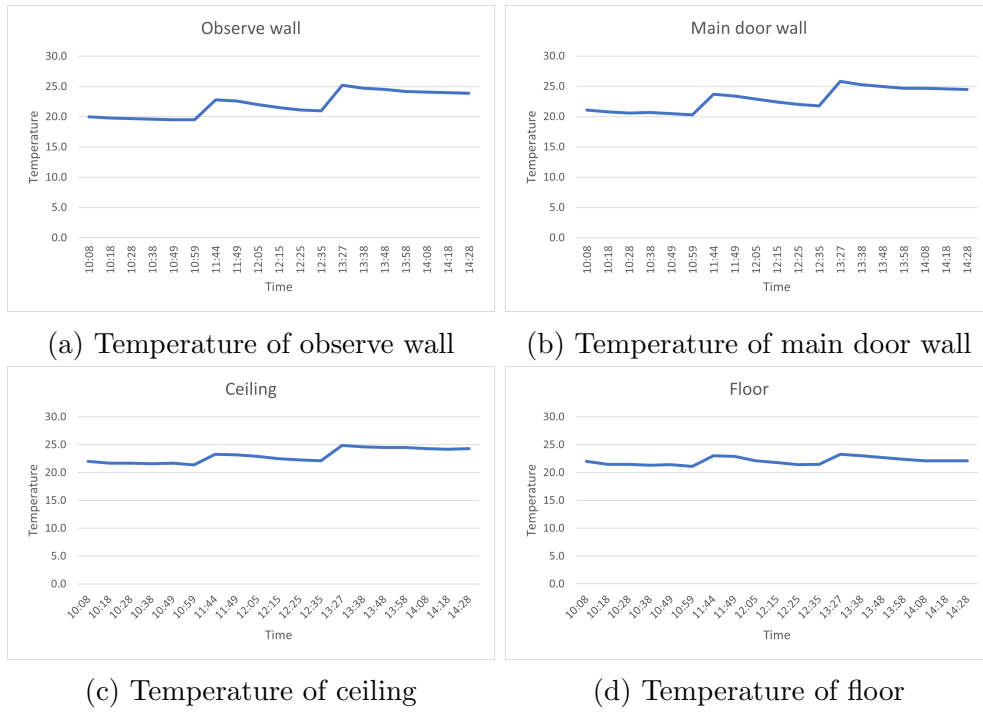 Observe wall
30.0
25.0
20.0
15.0
10.0
5.0
0.0
Temperature
10:08 10:18 10:28 10:38 10:49 10:59 11:44 11:49 12:05 12:15 12:25 12:35 13:27 13:38 13:48 13:58 14:08 14:18 14:28
Time
(a) Temperature of observe wall
Main door wall
30.0
25.0
20.0
15.0
10.0
5.0
0.0
Temperature
10:08 10:18 10:28 10:38 10:49 10:59 11:44 11:49 12:05 12:15 12:25 12:35 13:27 13:38 13:48 13:58 14:08 14:18 14:28
Time
(b) Temperature of main door wall
Ceiling
30.0
25.0
20.0
15.0
10.0
5.0
0.0
Temperature
10:08 10:18 10:28 10:38 10:49 10:59 11:44 11:49 12:05 12:15 12:25 12:35 13:27 13:38 13:48 13:58 14:08 14:18 14:28
Time
(c) Temperature of ceiling
Floor
30.0
25.0
20.0
15.0
10.0
5.0
0.0
Temperature
10:08 10:18 10:28 10:38 10:49 10:59 11:44 11:49 12:05 12:15 12:25 12:35 13:27 13:38 13:48 13:58 14:08 14:18 14:28
Time
(d) Temperature of floor